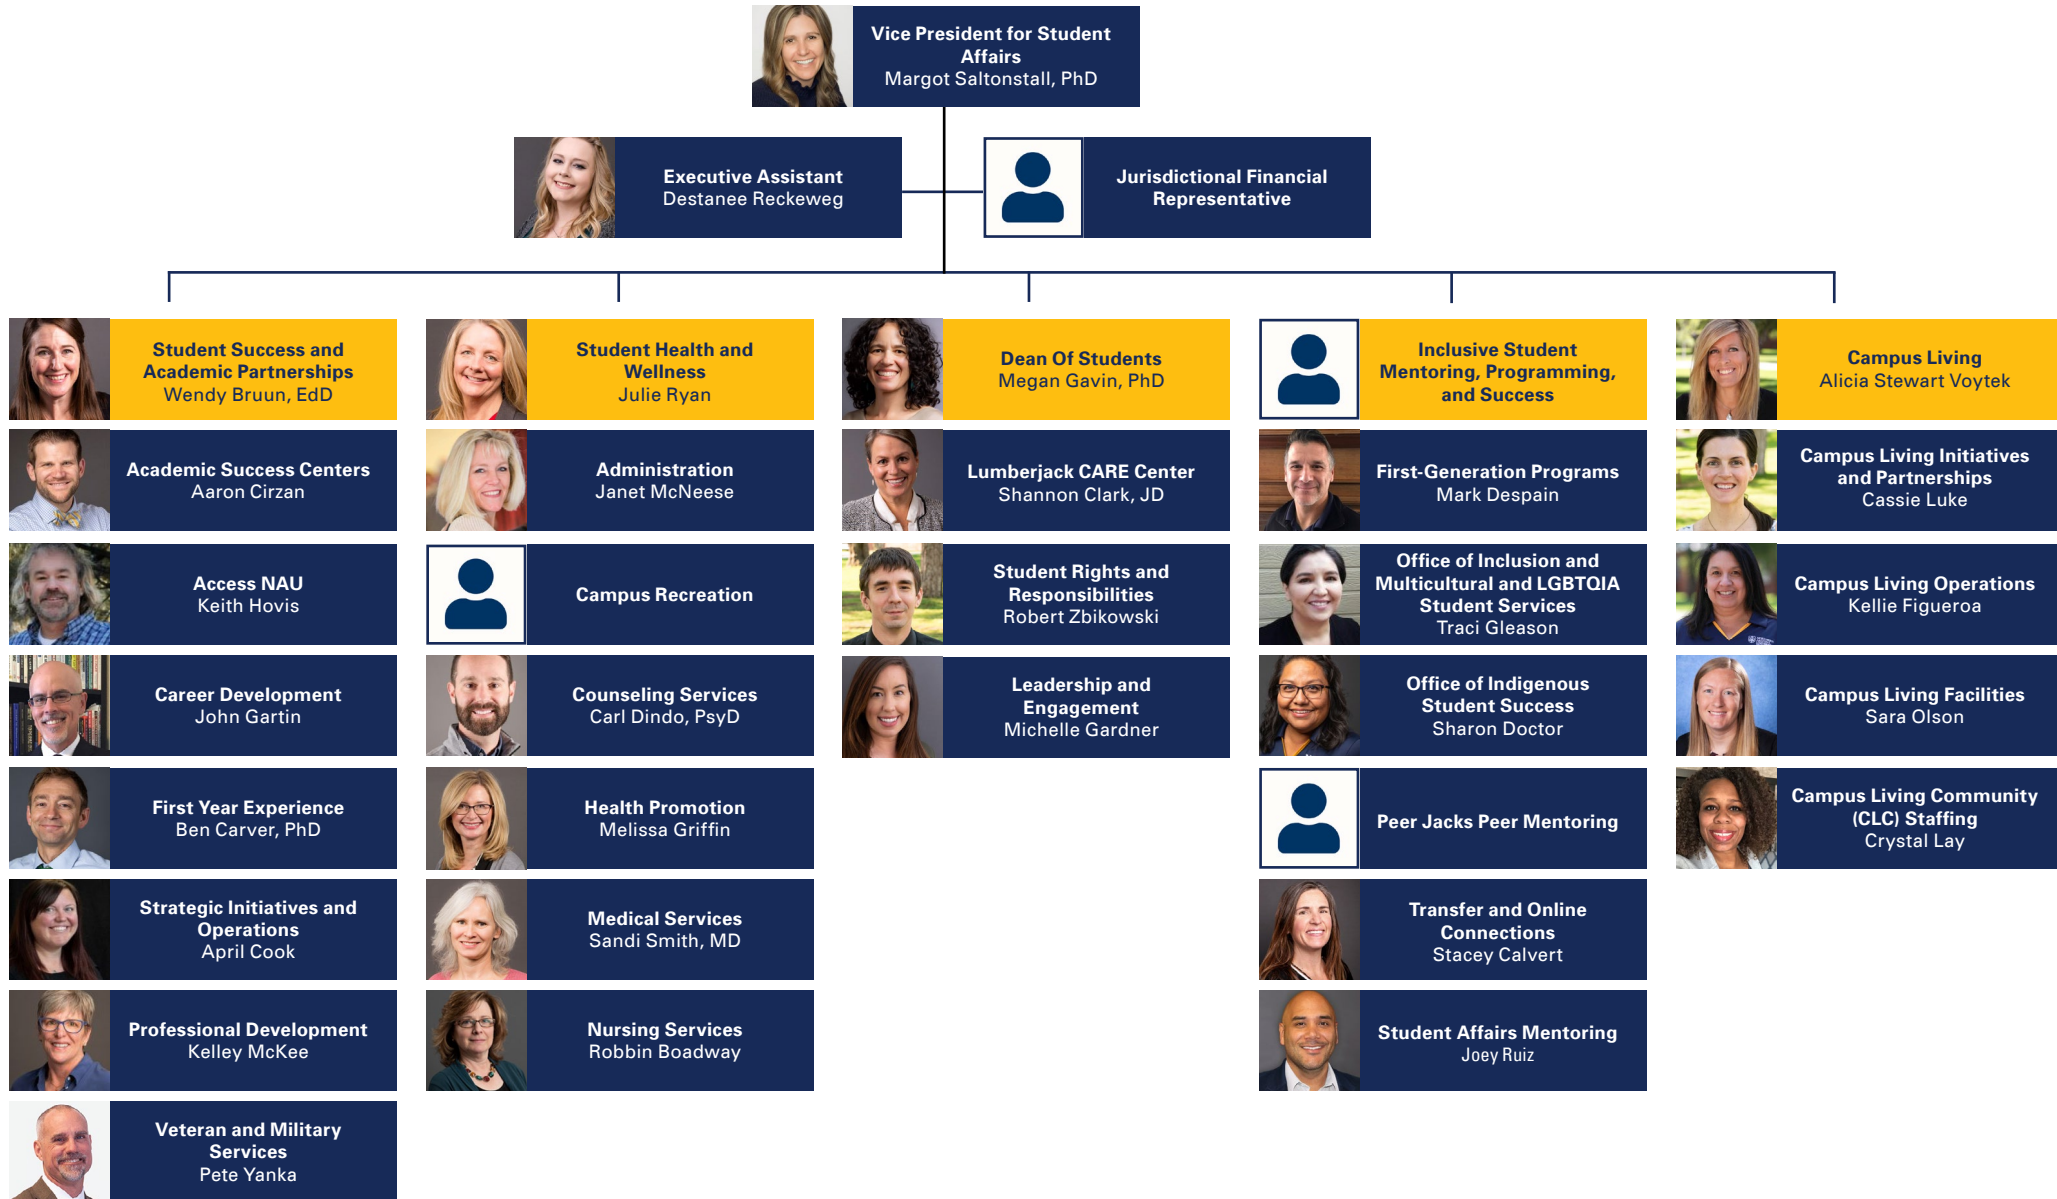 Vice President for Student
Affairs
Margot Saltonstall, PhD
Executive Assistant
Destanee Reckeweg
Jurisdictional Financial
Representative
Student Success and
Academic Partnerships
Wendy Bruun, EdD
Academic Success Centers
Aaron Cirzan
Access NAU
Keith Hovis
Career Development
John Gartin
First Year Experience
Ben Carver, PhD
Strategic Initiatives and
Operations
April Cook
Professional Development
Kelley McKee
Veteran and Military
Services
Pete Yanka
Student Health and
Wellness
Julie Ryan
Administration
Janet McNeese
Campus Recreation
Counseling Services
Carl Dindo, PsyD
Health Promotion
Melissa Griffin
Medical Services
Sandi Smith, MD
Nursing Services
Robbin Boadway
Dean Of Students
Megan Gavin, PhD
Lumberjack CARE Center
Shannon Clark, JD
Student Rights and
Responsibilities
Robert Zbikowski
Leadership and
Engagement
Michelle Gardner
Inclusive Student
Mentoring, Programming,
and Success
First-Generation Programs
Mark Despain
Office of Inclusion and
Multicultural and LGBTQIA
Student Services
Traci Gleason
Office of Indigenous
Student Success
Sharon Doctor
Peer Jacks Peer Mentoring
Transfer and Online
Connections
Stacey Calvert
Student Affairs Mentoring
Joey Ruiz
Campus Living
Alicia Stewart Voytek
Campus Living Initiatives
and Partnerships
Cassie Luke
Campus Living Operations
Kellie Figueroa
Campus Living Facilities
Sara Olson
Campus Living Community
(CLC) Staffing
Crystal Lay